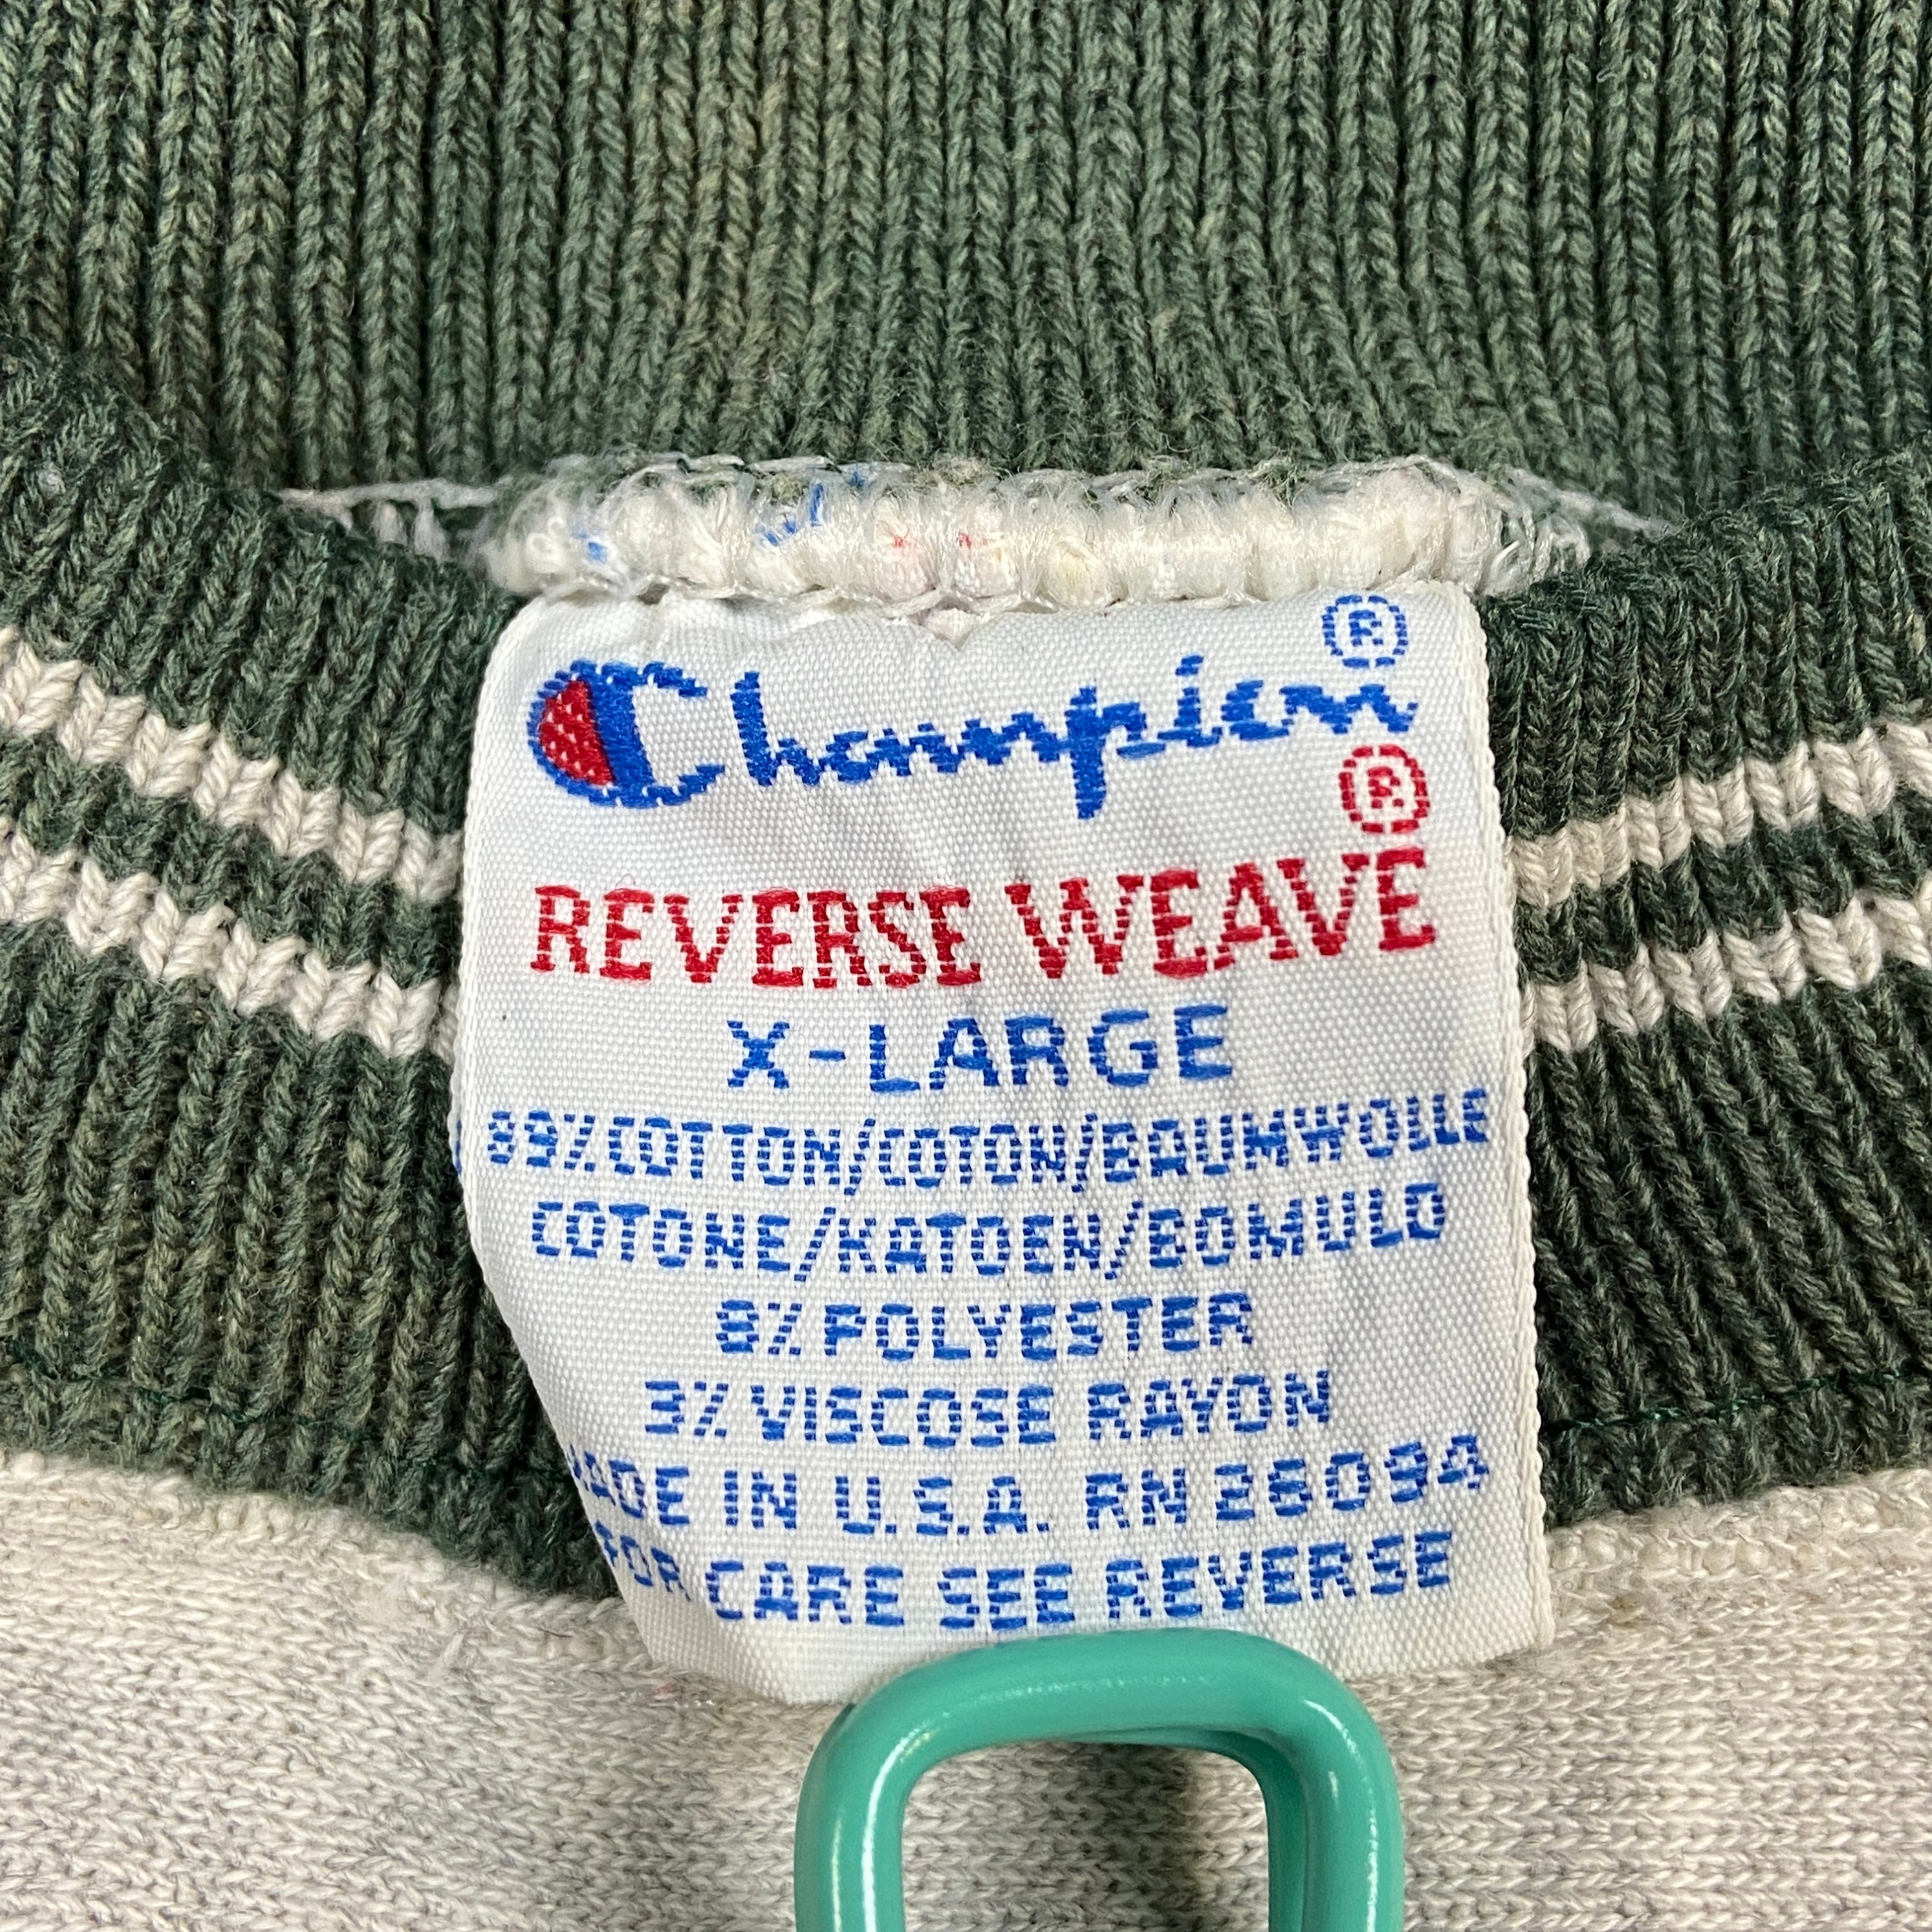 Champion®
®
REVERSE WEAVE
X-LARGE
89% COTTON/COTON/BAUMWOLLE
COTONE/KATOEN/BOMULD
8% POLYESTER
3% VISCOSE RAYON
MADE IN U.S.A. RN 26094
FOR CARE SEE REVERSE